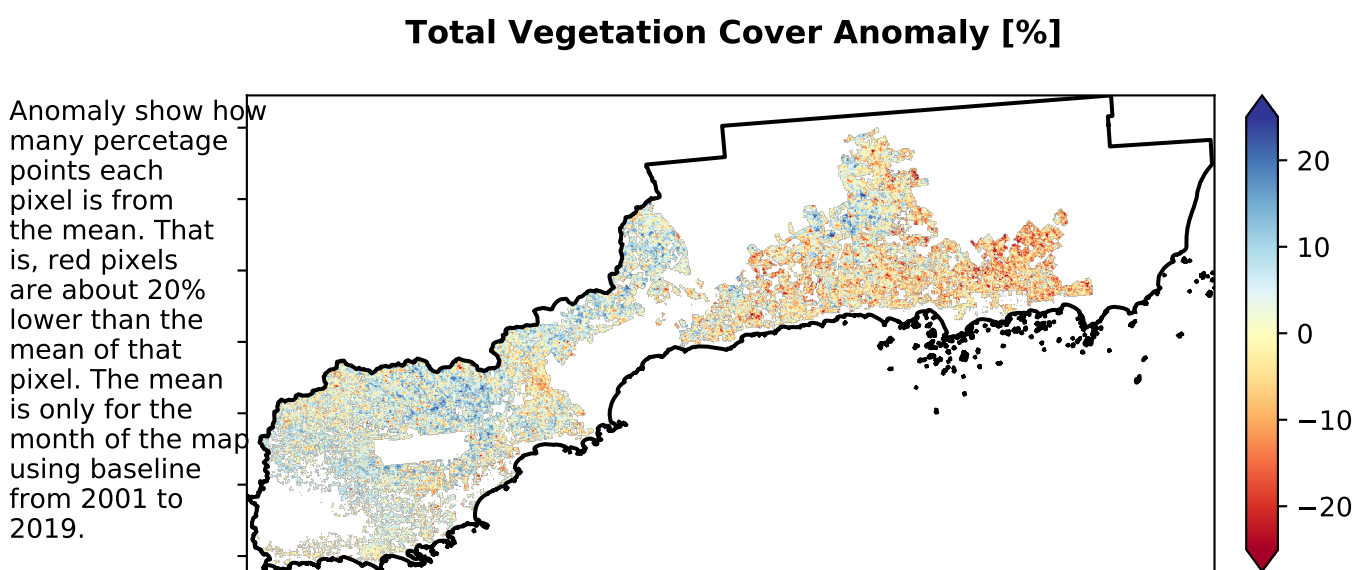 Total Vegetation Cover Anomaly [%]
Anomaly show how
many percetage
points each
pixel is from
the mean. That
is, red pixels
are about 20%
lower than the
mean of that
pixel. The mean
is only for the
month of the map
using baseline
from 2001 to
2019.
20
10
0
−10
−20